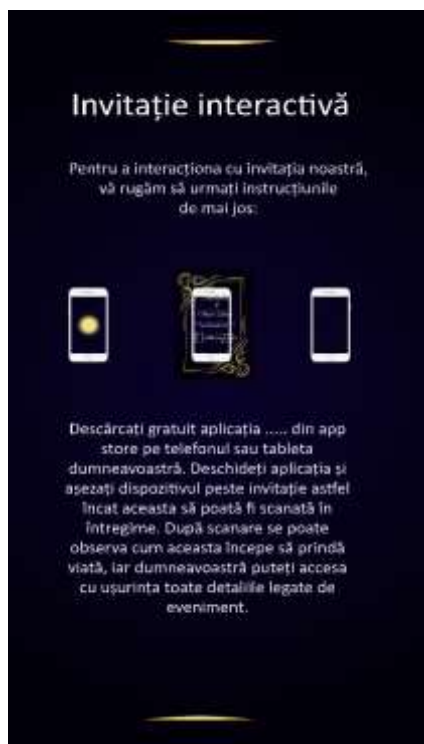 Invitație interactivă
Pentru a interacționa cu invitația noastră,
vă rugăm să urmați instrucțiunile
de mai jos:
Descărcați gratuit aplicația ..... din app
store pe telefonul sau tableta
dumneavoastră. Deschideți aplicația și
așezați dispozitivul peste invitație astfel
încat aceasta să poată fi scanată în
întregime. După scanare se poate
observa cum aceasta începe să prindă
viată, iar dumneavoastră puteți accesa
cu ușurința toate detaliile legate de
eveniment.